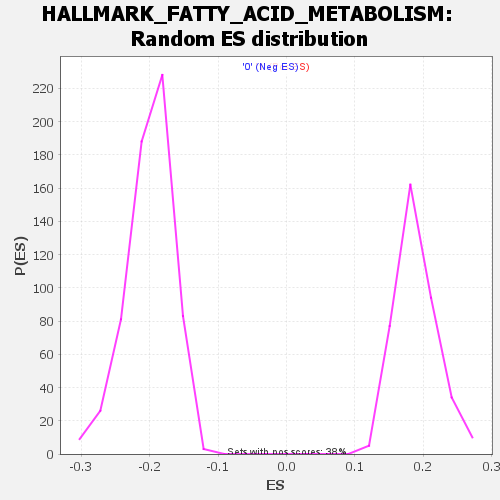 HALLMARK_FATTY_ACID_METABOLISM:
Random ES distribution
'0' (Neg ES)S)
220
200
180
160
140
120
100
80
60
40
20
0
P(ES)
Sets with pos scores: 38%
-0.3 -0.2 -0.1 0.0 0.1 0.2 0.3
ES